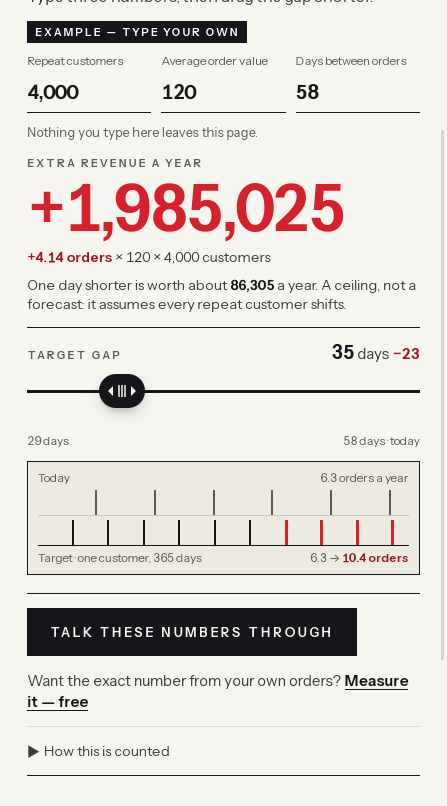 EXAMPLE — TYPE YOUR OWN
Repeat customers Average order value Days between orders
4,000 120 58
Nothing you type here leaves this page.
EXTRA REVENUE A YEAR
+1,985,025
+4.14 orders × 120 × 4,000 customers
One day shorter is worth about 86,305 a year. A ceiling, not a
forecast: it assumes every repeat customer shifts.
TARGET GAP 35 days −23
29 days 58 days · today
Today 6.3 orders a year
Target · one customer, 365 days 6.3 → 10.4 orders
TALK THESE NUMBERS THROUGH
Want the exact number from your own orders? Measure
it — free
▶ How this is counted